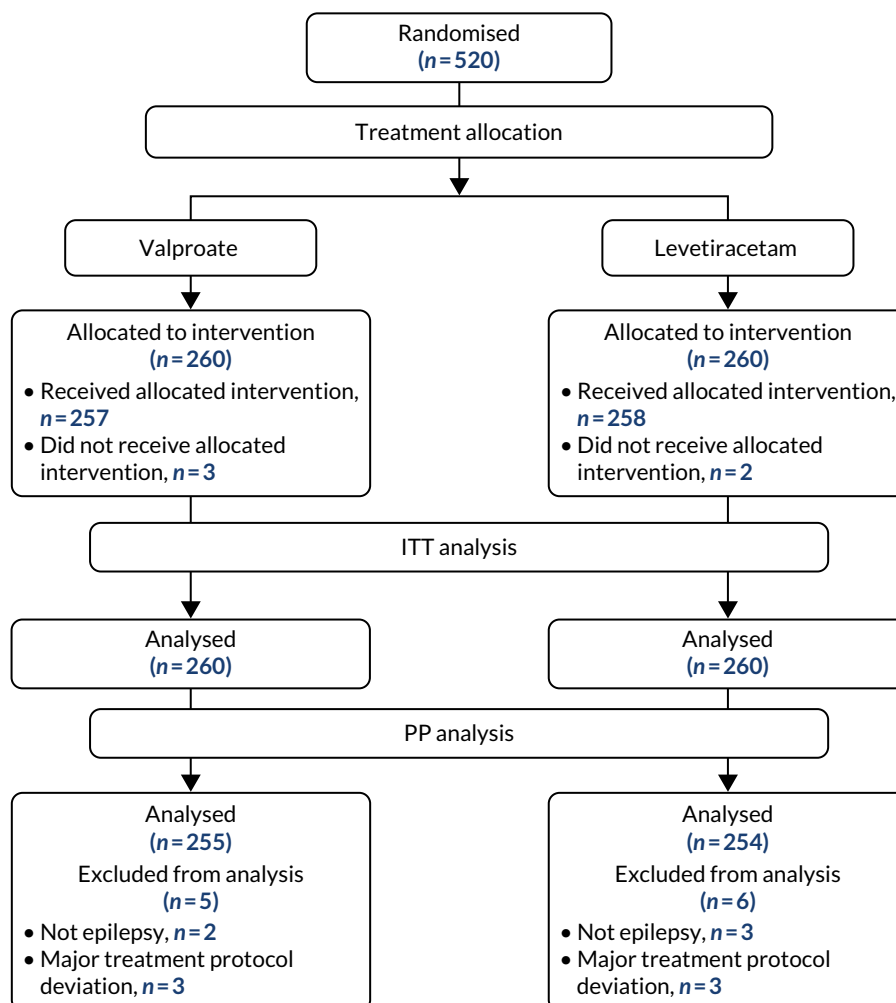 Randomised
(n=520)
Treatment allocation
Valproate
Levetiracetam
Allocated to intervention
(n=260)
• Received allocated intervention,
n=257
• Did not receive allocated
intervention, n=3
Allocated to intervention
(n=260)
• Received allocated intervention,
n=258
• Did not receive allocated
intervention, n=2
ITT analysis
Analysed
(n=260)
Analysed
(n=260)
PP analysis
Analysed
(n=255)
Excluded from analysis
(n=5)
• Not epilepsy, n=2
• Major treatment protocol
deviation, n=3
Analysed
(n=254)
Excluded from analysis
(n=6)
• Not epilepsy, n=3
• Major treatment protocol
deviation, n=3